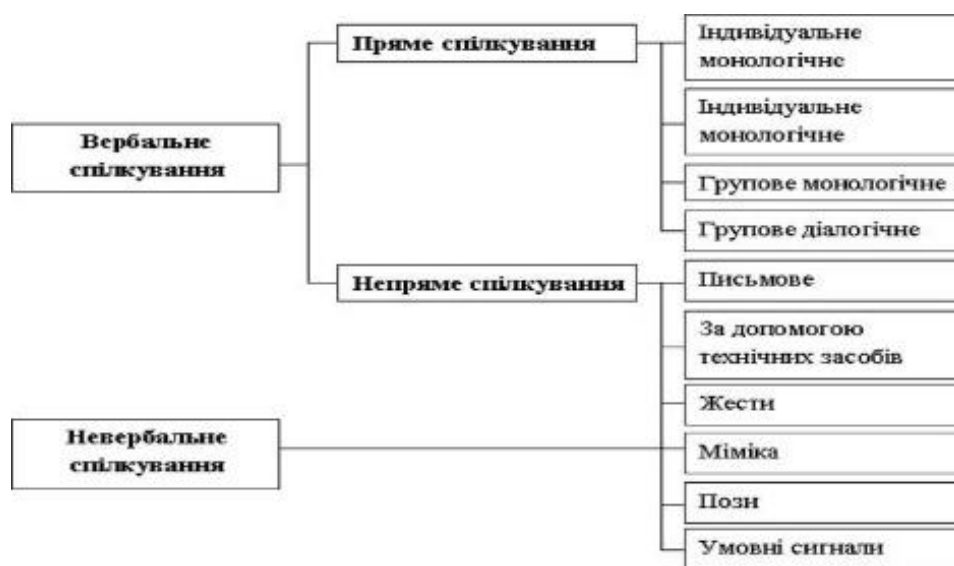 Вербальне
спілкування
Пряме спілкування
Індивідуальне
монологічне
Індивідуальне
монологічне
Групове монологічне
Групове діалогічне
Непряме спілкування
Письмове
За допомогою
технічних засобів
Невербальне
спілкування
Жести
Міміка
Пози
Умовні сигнали